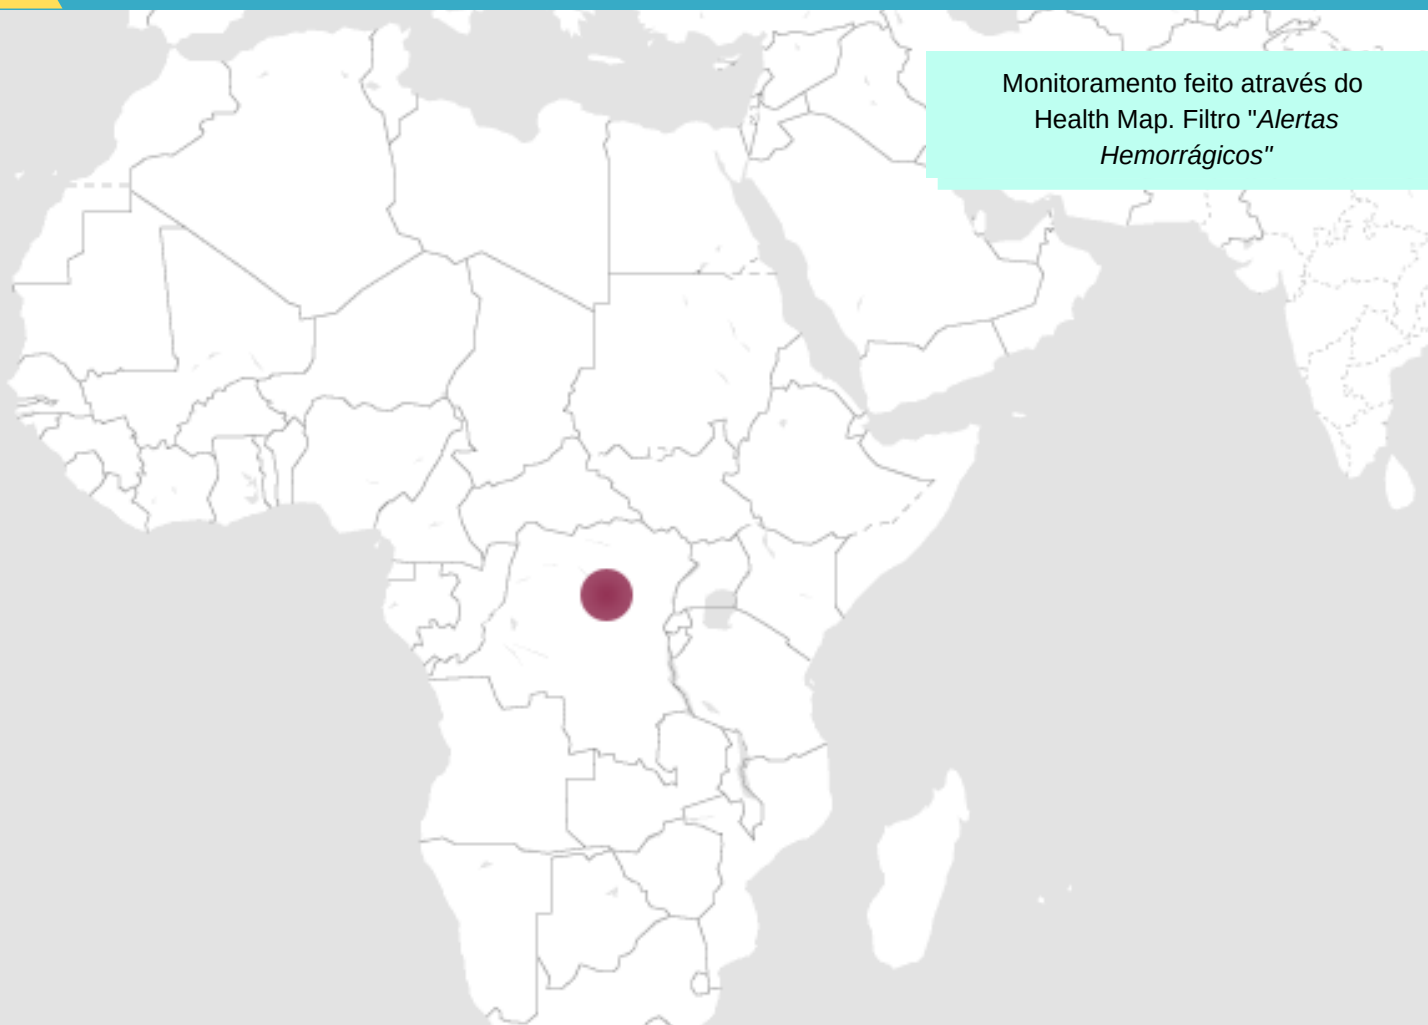 Monitoramento feito através do
Health Map. Filtro "Alertas
Hemorrágicos"